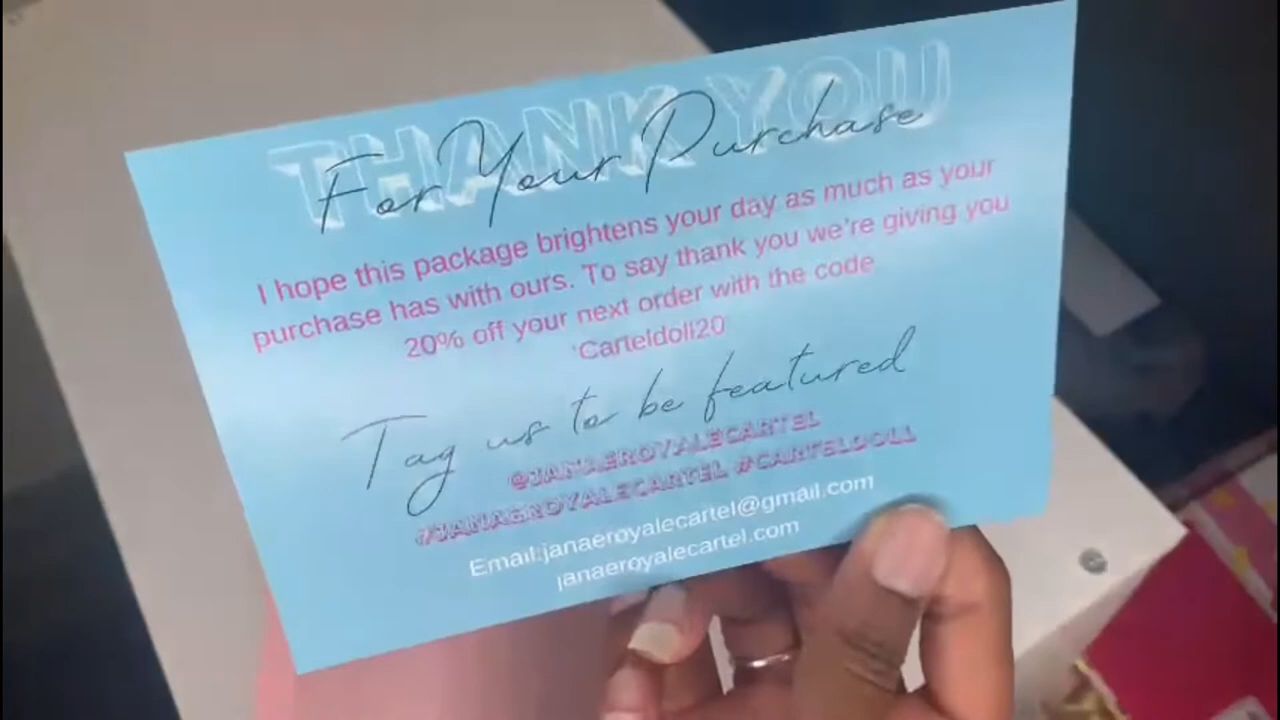 THANK YOU
For Your Purchase
I hope this package brightens your day as much as your
purchase has with ours. To say thank you we're giving you
20% off your next order with the code
'Carteldoll20'
Tag us to be featured
@JANAEROYALECARTEL
#JANAEROYALECARTEL #CARTELDOLL
Email:janaeroyalecartel@gmail.com
janaeroyalecartel.com